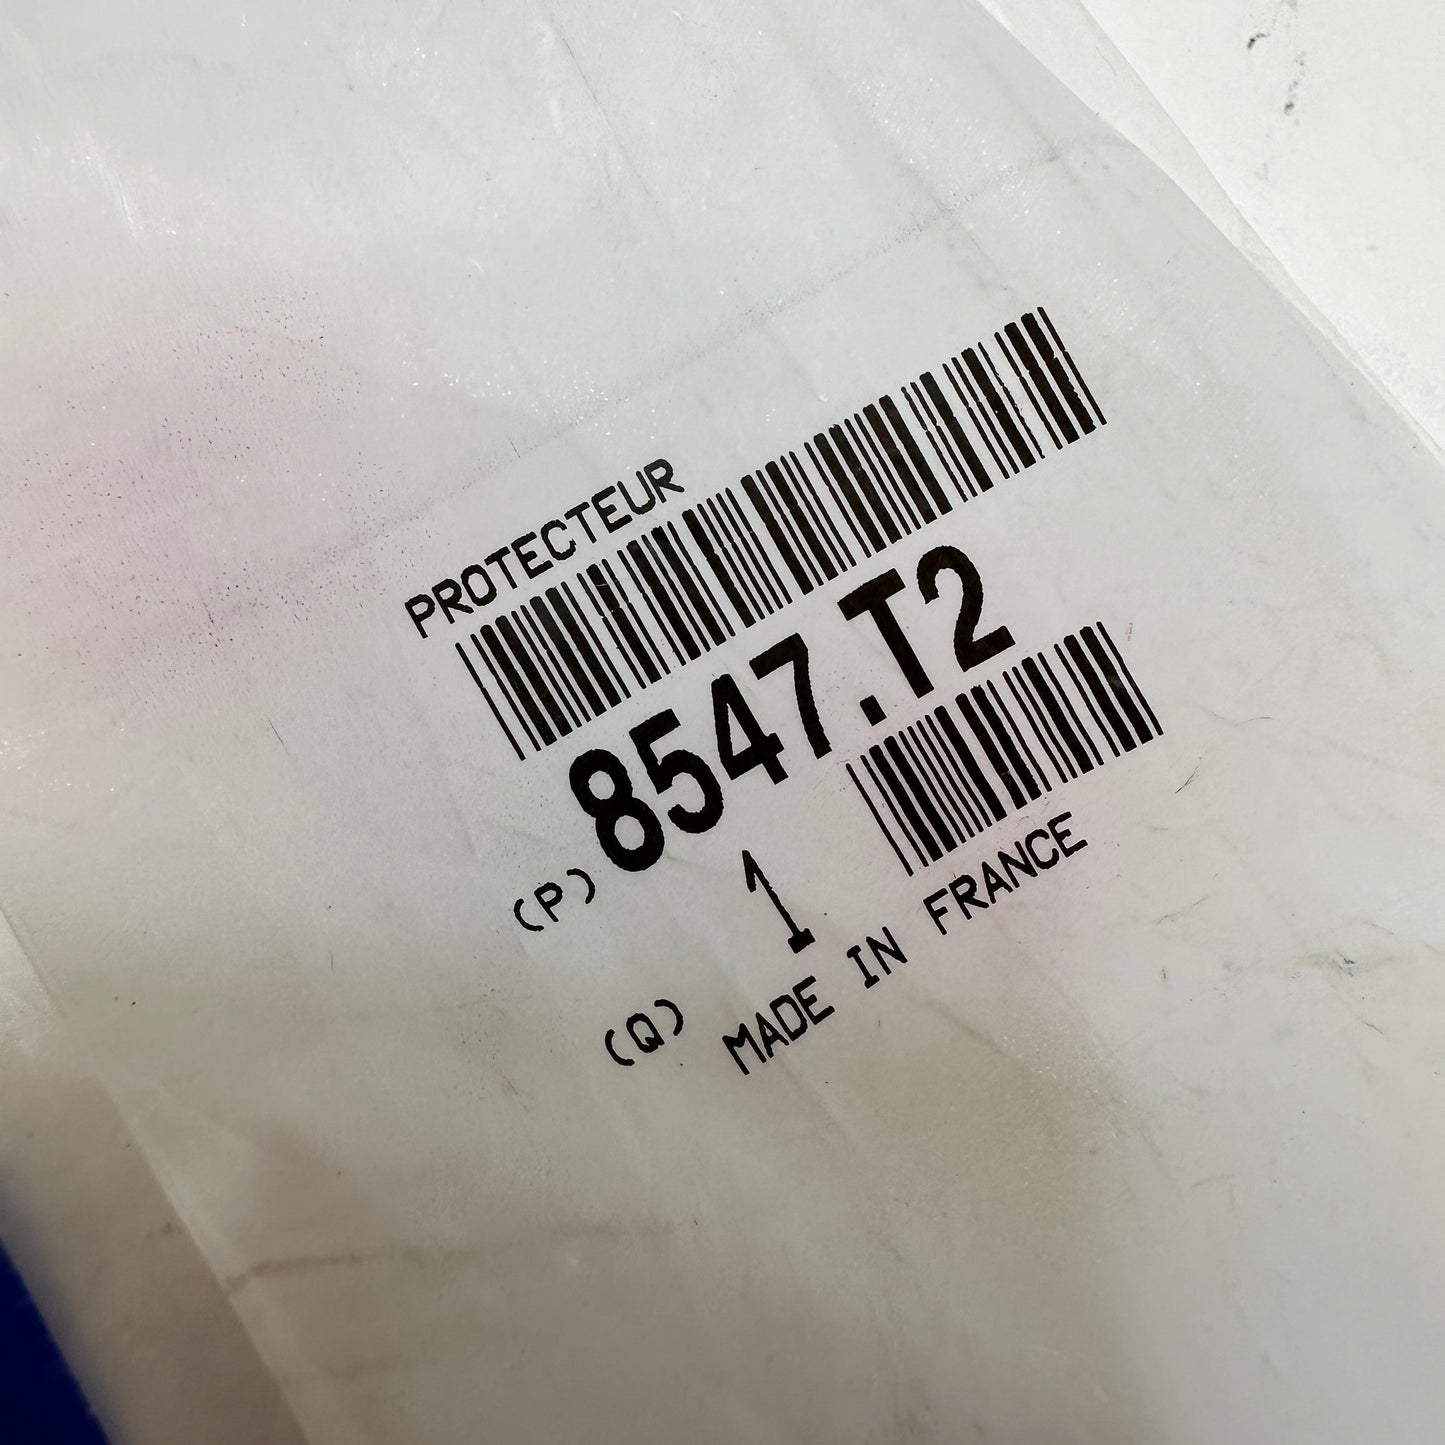 PROTECTEUR
(P) 8547.T2
(Q) 1
MADE IN FRANCE